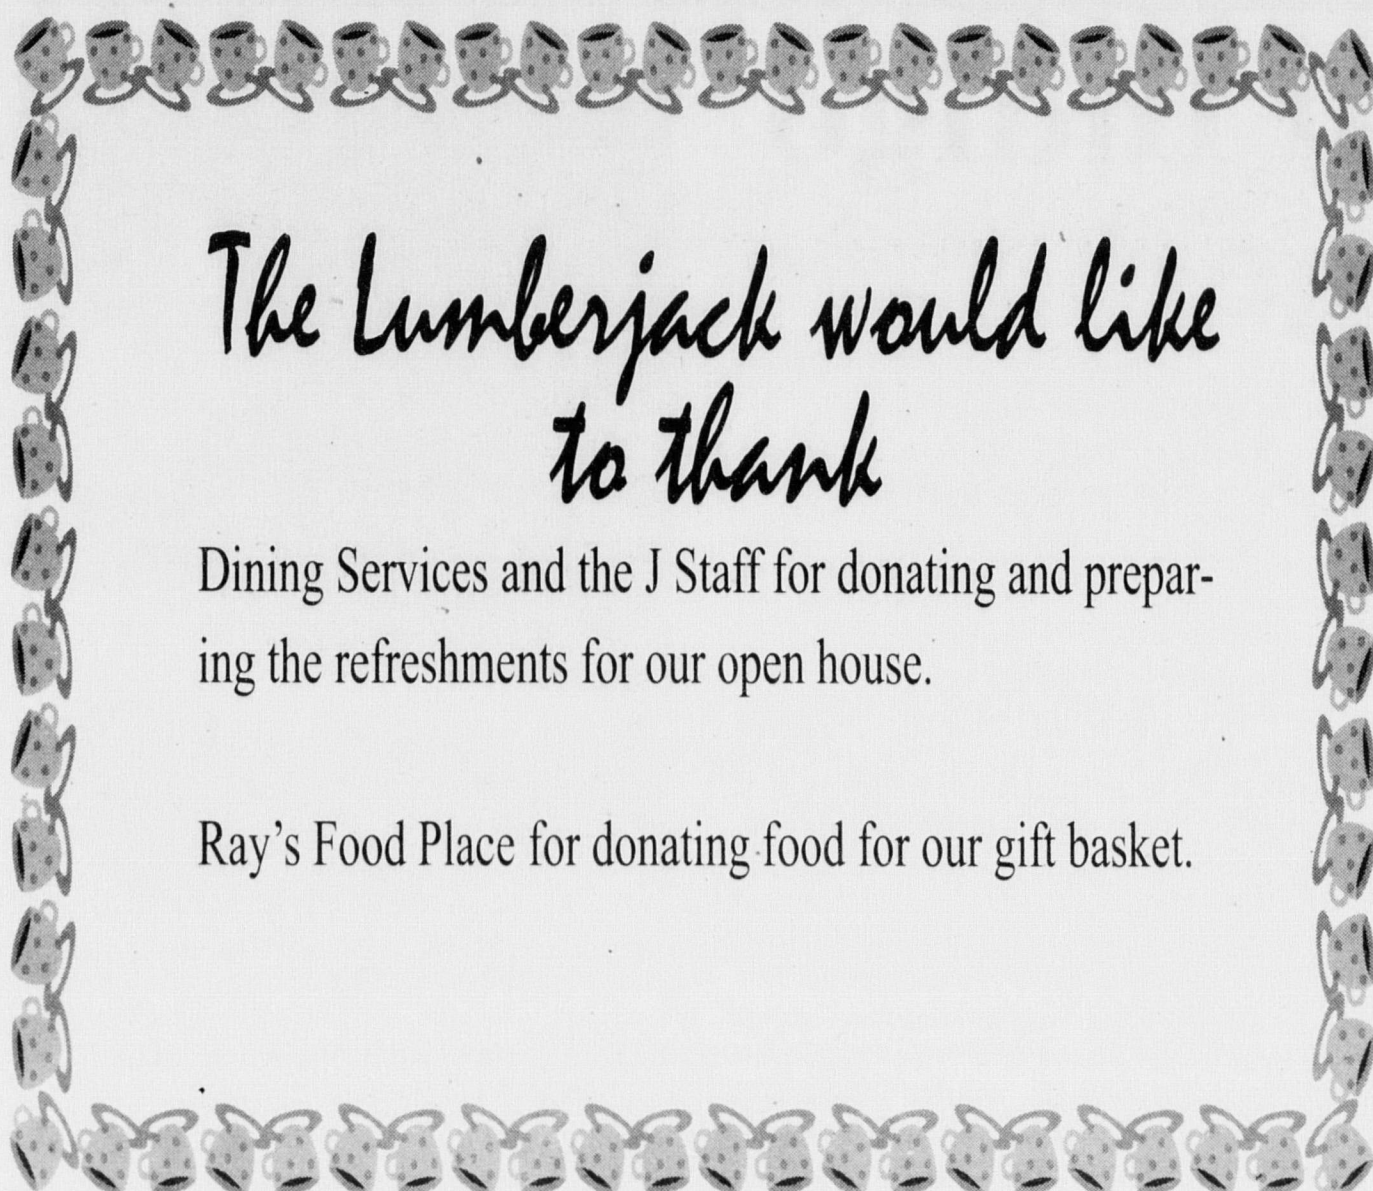 The Lumberjack would like
to thank
Dining Services and the J Staff for donating and prepar-
ing the refreshments for our open house.
Ray's Food Place for donating food for our gift basket.